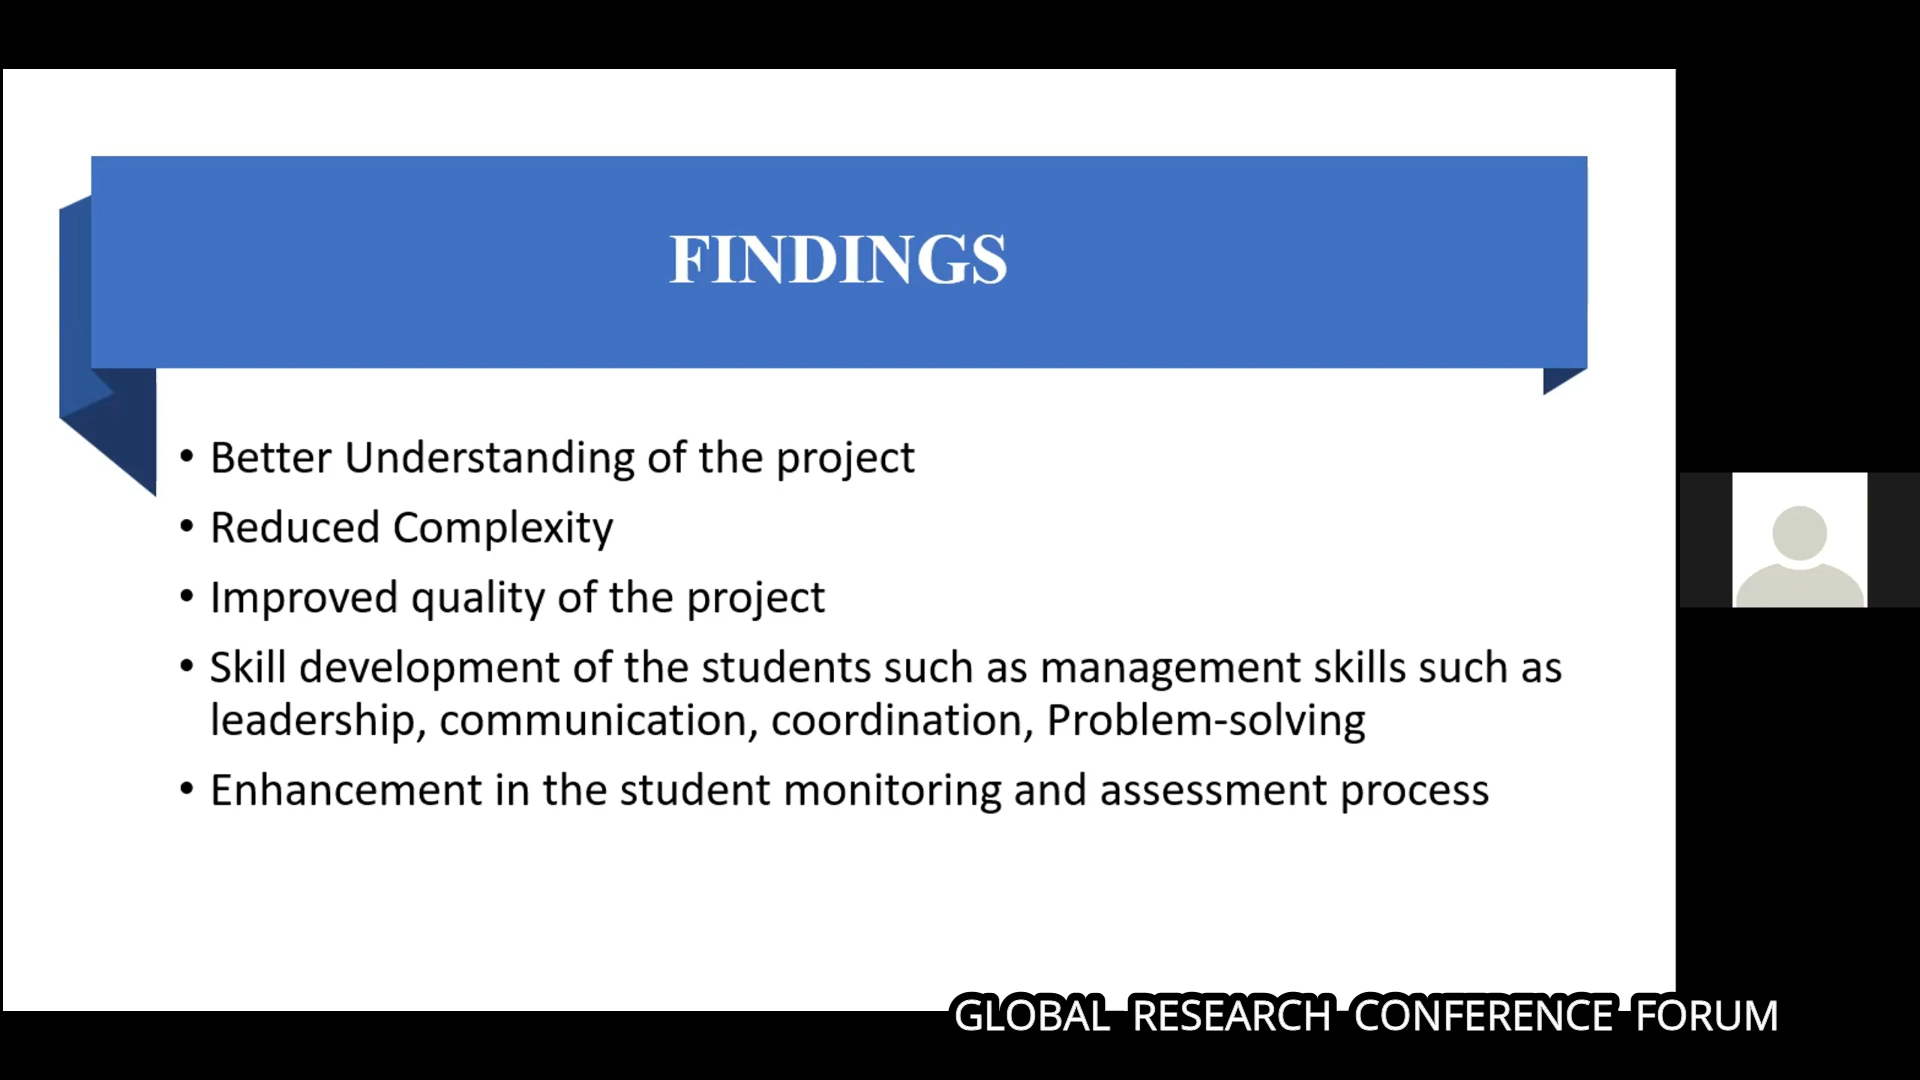 FINDINGS
• Better Understanding of the project
• Reduced Complexity
• Improved quality of the project
• Skill development of the students such as management skills such as
leadership, communication, coordination, Problem-solving
• Enhancement in the student monitoring and assessment process
GLOBAL RESEARCH CONFERENCE FORUM